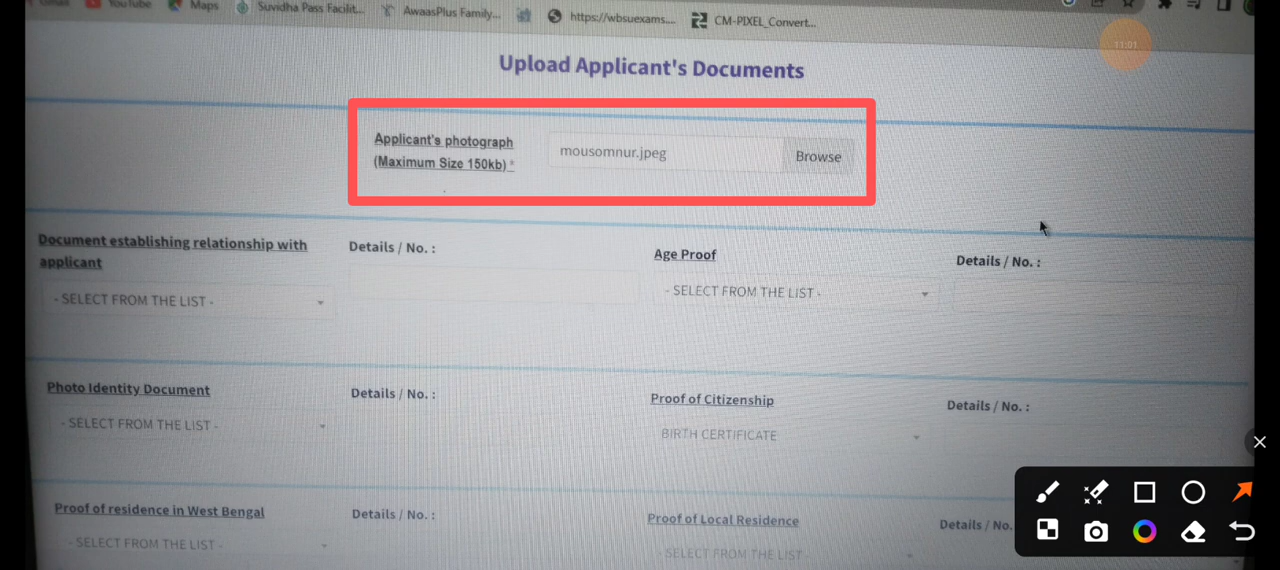 Gmail YouTube Maps Suvidha Pass Facilit... AwaasPlus Family... https://wbsuexams.... CM-PIXEL_Convert...
11:01
Upload Applicant's Documents
Applicant's photograph
(Maximum Size 150kb) *
mousomnur.jpeg Browse
Document establishing relationship with
applicant
Details / No. :
Age Proof
Details / No. :
- SELECT FROM THE LIST -
- SELECT FROM THE LIST -
Photo Identity Document
Details / No. :
Proof of Citizenship
Details / No. :
- SELECT FROM THE LIST -
BIRTH CERTIFICATE
Proof of residence in West Bengal
Details / No. :
Proof of Local Residence
Details / No.
- SELECT FROM THE LIST -
- SELECT FROM THE LIST